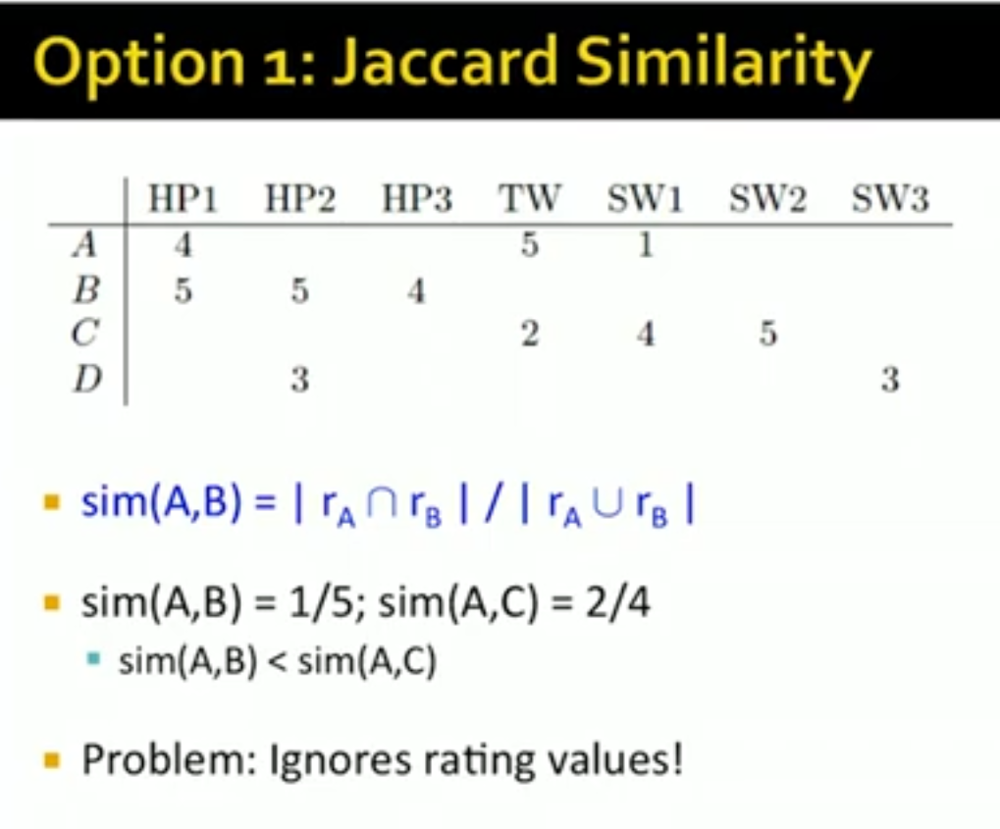 Option 1: Jaccard Similarity
HP1 HP2 HP3 TW SW1 SW2 SW3
A 4 5 1
B 5 5 4
C 2 4 5
D 3 3
sim(A,B) = | r_A ∩ r_B | / | r_A ∪ r_B |
sim(A,B) = 1/5; sim(A,C) = 2/4
sim(A,B) < sim(A,C)
Problem: Ignores rating values!